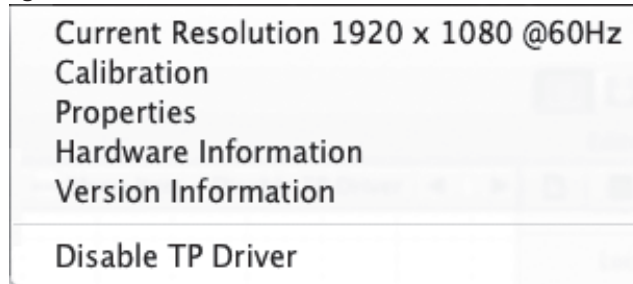 Current Resolution 1920 x 1080 @60Hz
Calibration
Properties
Hardware Information
Version Information
Disable TP Driver